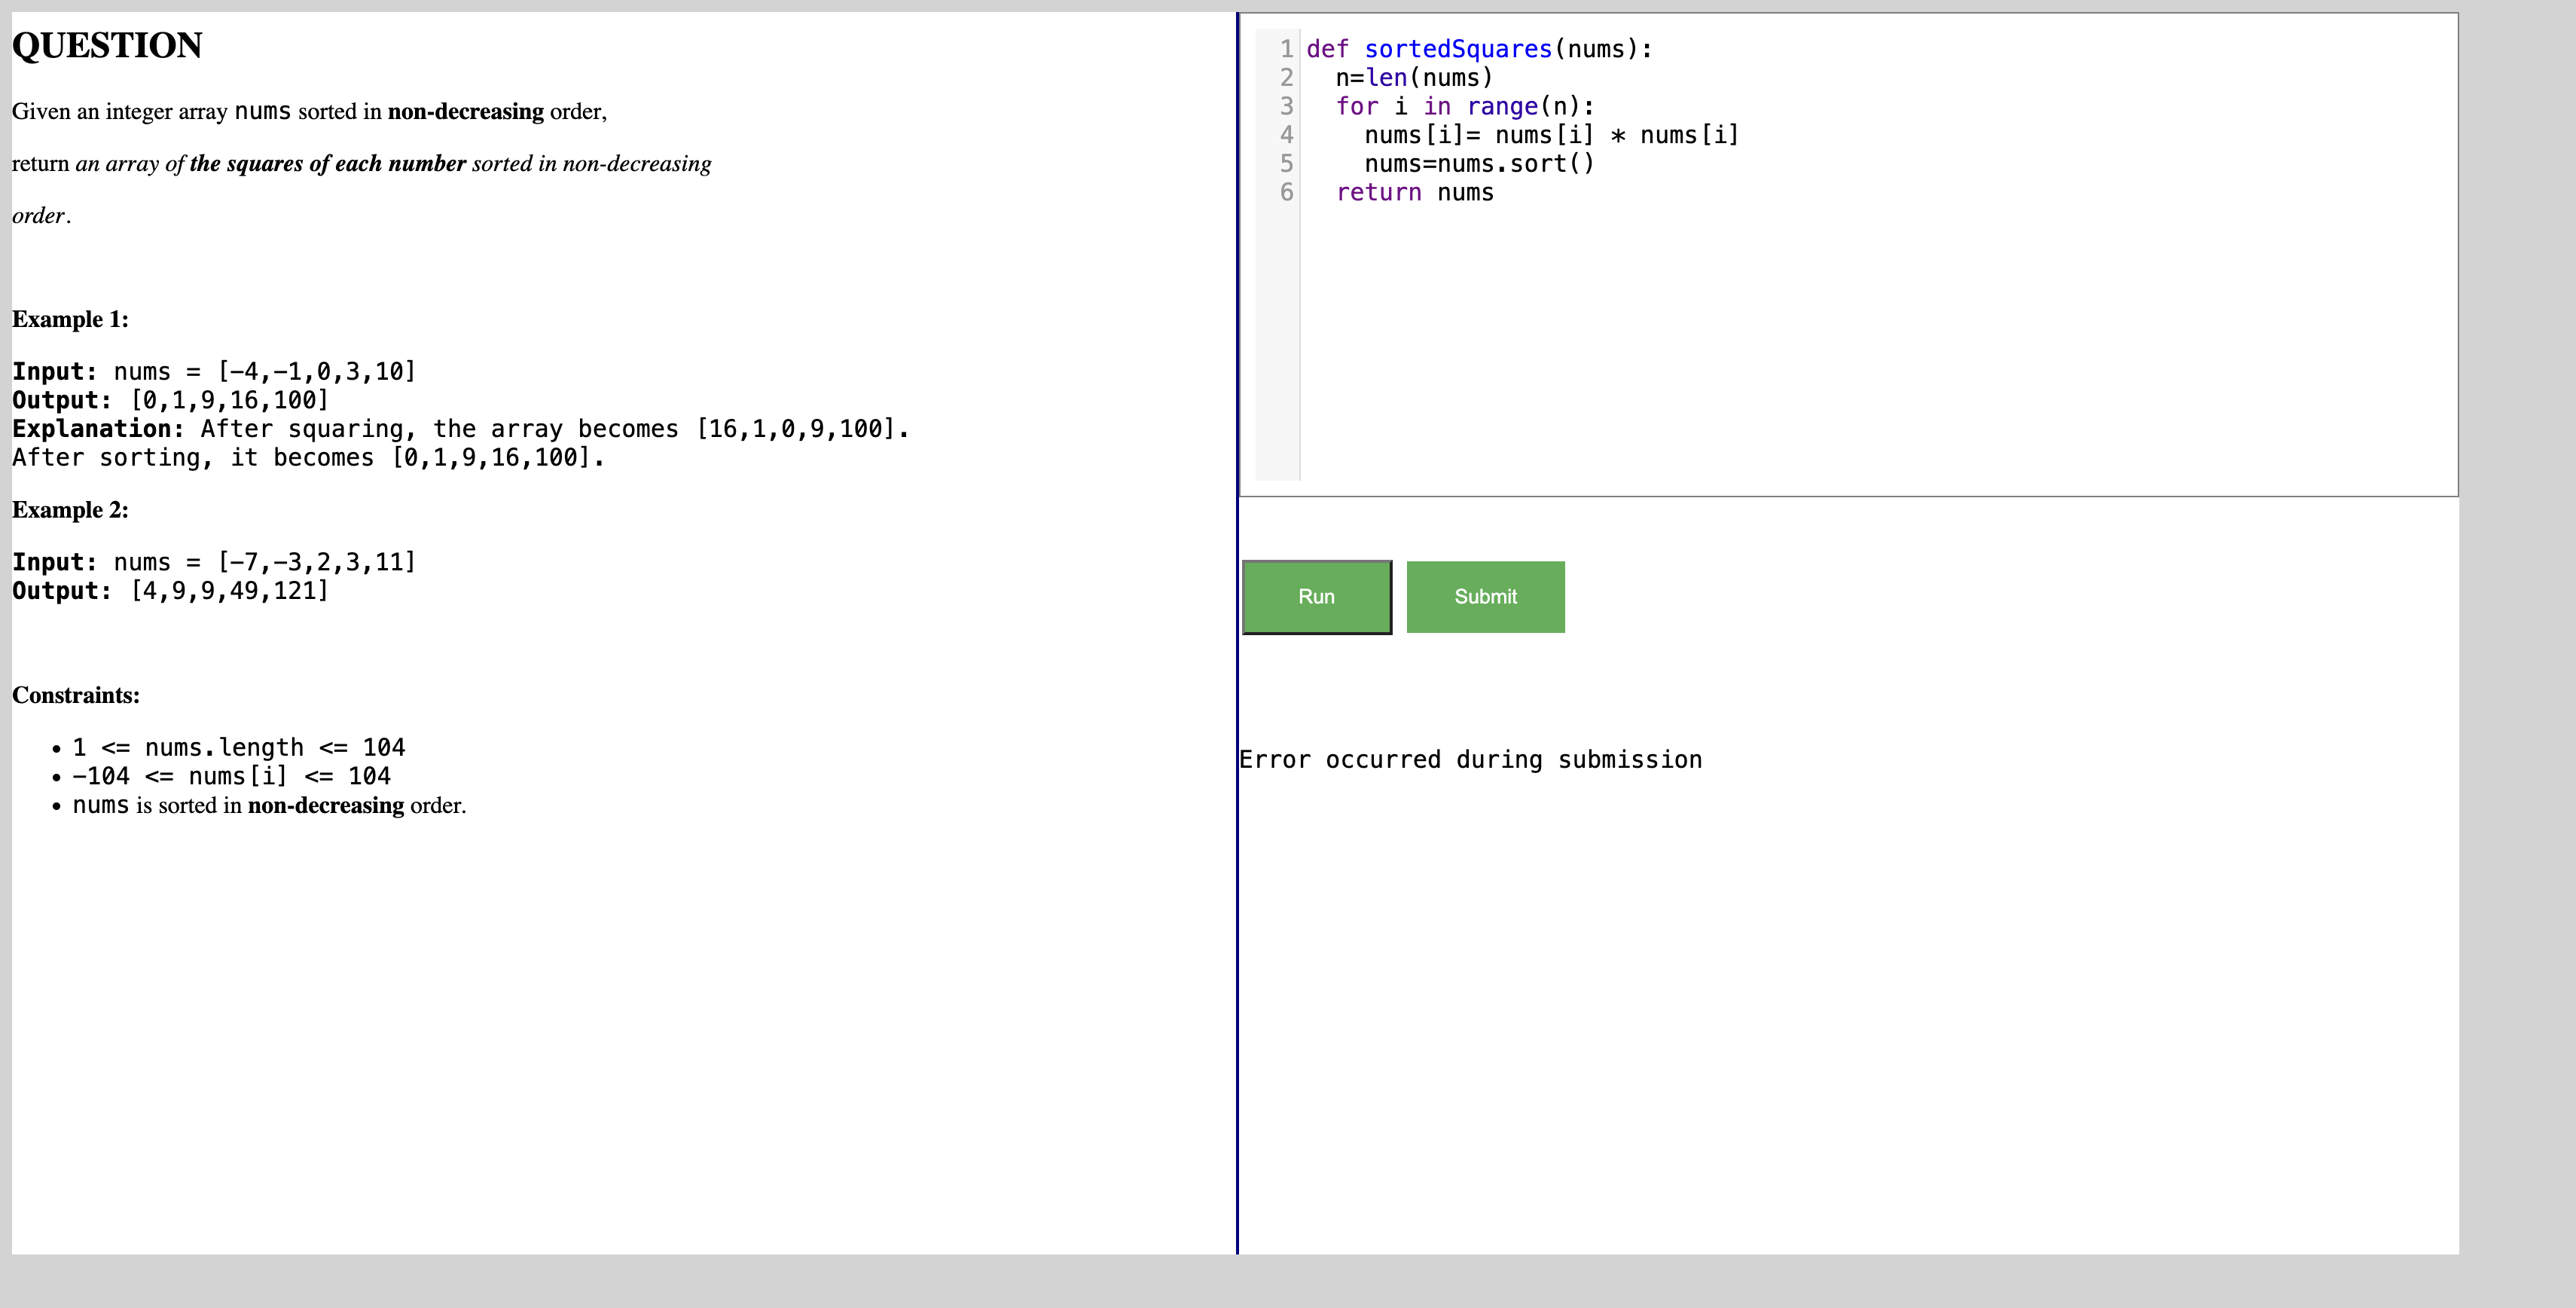 QUESTION
Given an integer array nums sorted in non-decreasing order,
return an array of the squares of each number sorted in non-decreasing
order.
Example 1:
Input: nums = [-4,-1,0,3,10]
Output: [0,1,9,16,100]
Explanation: After squaring, the array becomes [16,1,0,9,100].
After sorting, it becomes [0,1,9,16,100].
Example 2:
Input: nums = [-7,-3,2,3,11]
Output: [4,9,9,49,121]
Constraints:
• 1 <= nums.length <= 104
• -104 <= nums[i] <= 104
• nums is sorted in non-decreasing order.
1 def sortedSquares(nums):
2   n=len(nums)
3   for i in range(n):
4     nums[i]= nums[i] * nums[i]
5     nums=nums.sort()
6   return nums
Run Submit
Error occurred during submission